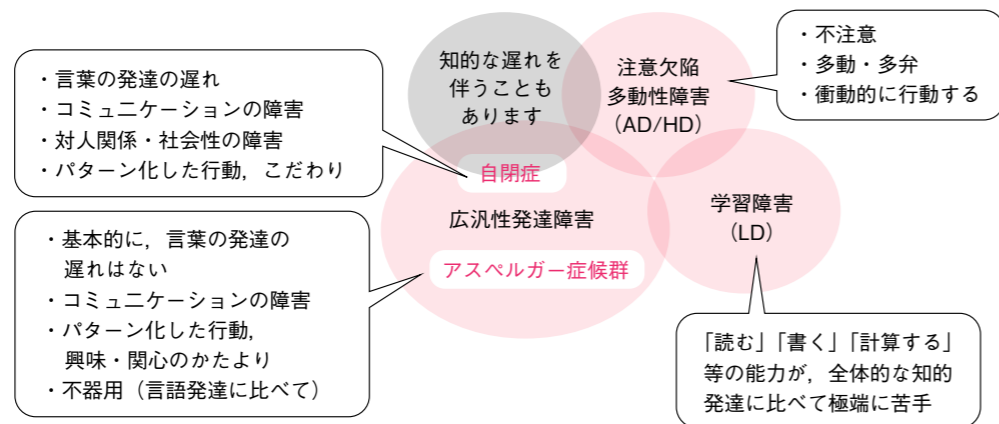 ・言葉の発達の遅れ
・コミュニケーションの障害
・対人関係・社会性の障害
・パターン化した行動，こだわり
知的な遅れを
伴うことも
あります
注意欠陥
多動性障害
（AD/HD）
・不注意
・多動・多弁
・衝動的に行動する
自閉症
広汎性発達障害
アスペルガー症候群
学習障害
（LD）
・基本的に，言葉の発達の
遅れはない
・コミュニケーションの障害
・パターン化した行動，
興味・関心のかたより
・不器用（言語発達に比べて）
「読む」「書く」「計算する」
等の能力が，全体的な知的
発達に比べて極端に苦手